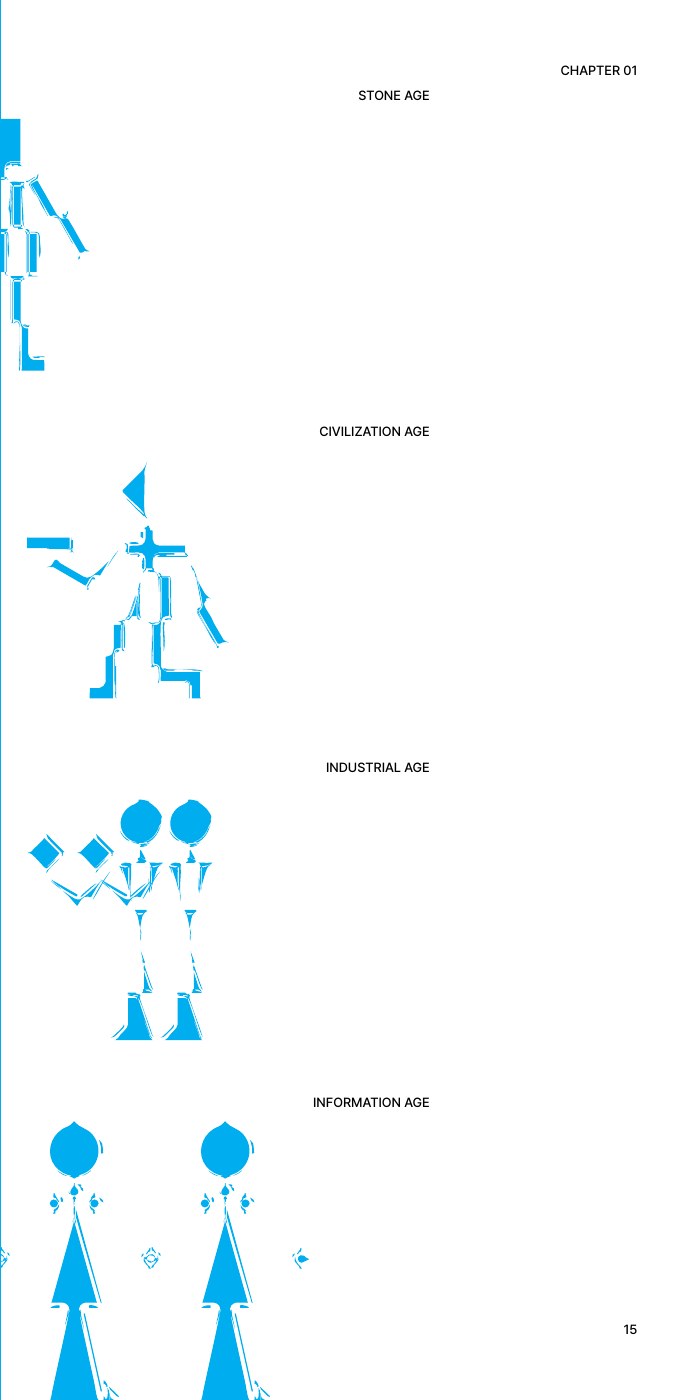 CHAPTER 01
STONE AGE
CIVILIZATION AGE
INDUSTRIAL AGE
INFORMATION AGE
15